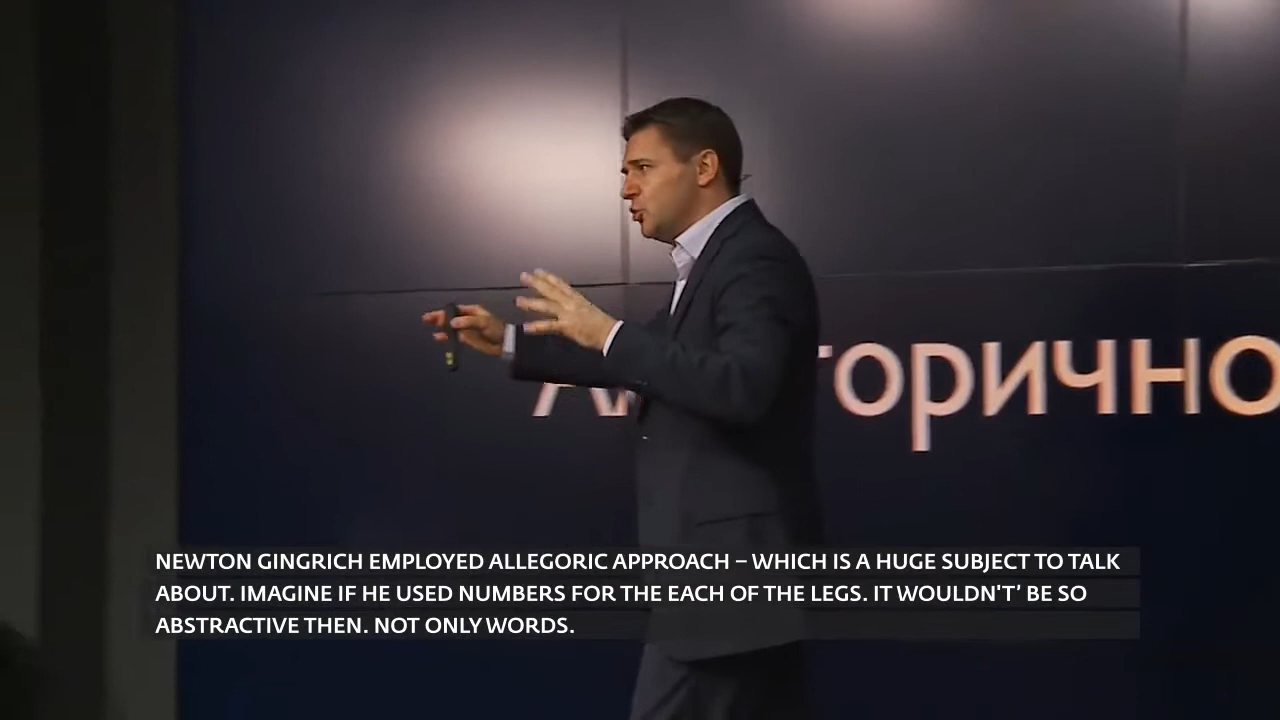 NEWTON GINGRICH EMPLOYED ALLEGORIC APPROACH – WHICH IS A HUGE SUBJECT TO TALK
ABOUT. IMAGINE IF HE USED NUMBERS FOR THE EACH OF THE LEGS. IT WOULDN'T’ BE SO
ABSTRACTIVE THEN. NOT ONLY WORDS.